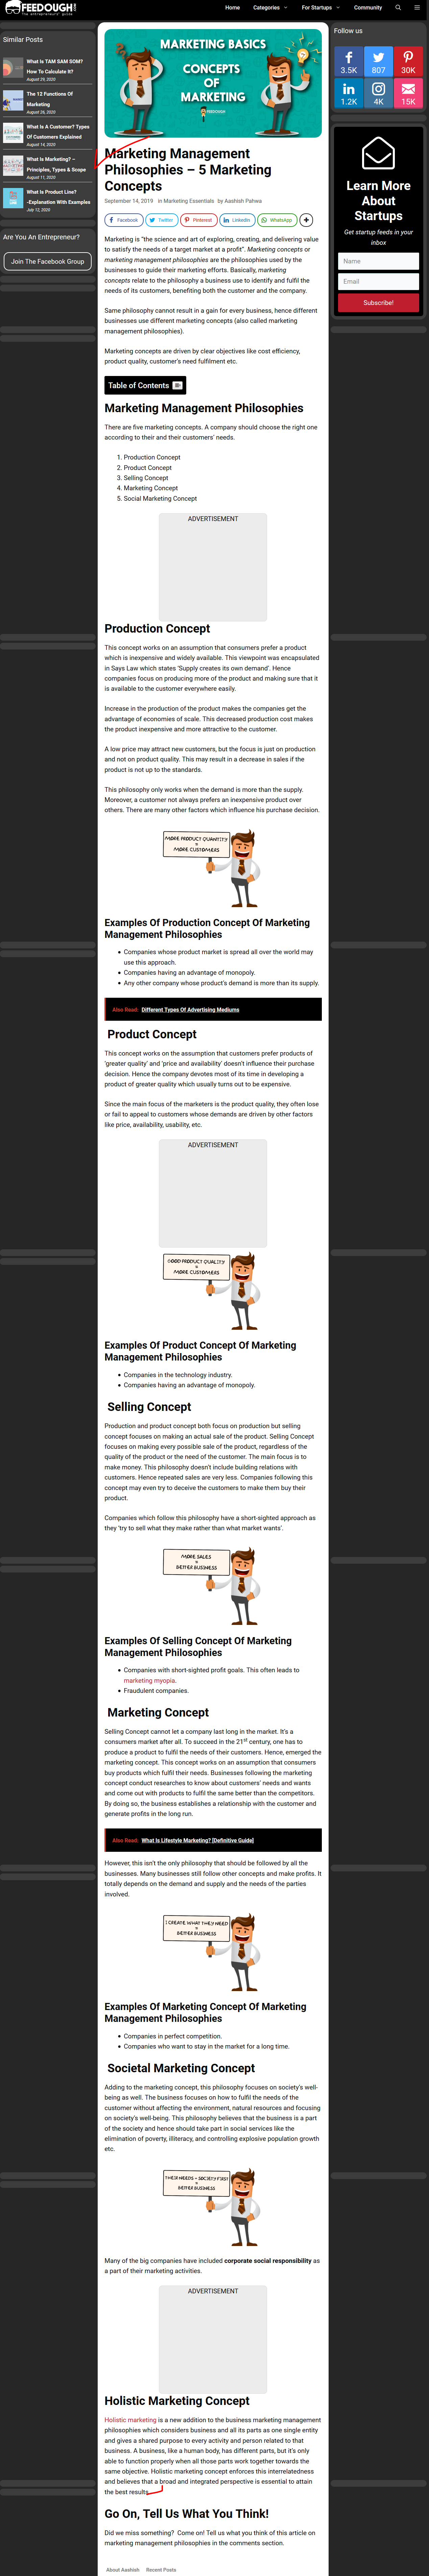 FEEDOUGH
The entrepreneurs' guide
Home
Categories
For Startups
Community
Similar Posts
What Is TAM SAM SOM?
How To Calculate It?
August 29, 2020
The 12 Functions Of
Marketing
August 26, 2020
What Is A Customer? Types
Of Customers Explained
August 14, 2020
What Is Marketing? –
Principles, Types & Scope
August 11, 2020
What Is Product Line?
-Explanation With Examples
July 12, 2020
Are You An Entrepreneur?
Join The Facebook Group
MARKETING BASICS
CONCEPTS
OF
MARKETING
FEEDOUGH
Marketing Management
Philosophies – 5 Marketing
Concepts
September 14, 2019 In Marketing Essentials by Aashish Pahwa
Facebook
Twitter
Pinterest
LinkedIn
WhatsApp
Marketing is "the science and art of exploring, creating, and delivering value
to satisfy the needs of a target market at a profit". Marketing concepts or
marketing management philosophies are the philosophies used by the
businesses to guide their marketing efforts. Basically, marketing
concepts relate to the philosophy a business use to identify and fulfil the
needs of its customers, benefiting both the customer and the company.
Same philosophy cannot result in a gain for every business, hence different
businesses use different marketing concepts (also called marketing
management philosophies).
Marketing concepts are driven by clear objectives like cost efficiency,
product quality, customer's need fulfilment etc.
Table of Contents
Marketing Management Philosophies
There are five marketing concepts. A company should choose the right one
according to their and their customers' needs.
1. Production Concept
2. Product Concept
3. Selling Concept
4. Marketing Concept
5. Social Marketing Concept
ADVERTISEMENT
Production Concept
This concept works on an assumption that consumers prefer a product
which is inexpensive and widely available. This viewpoint was encapsulated
in Says Law which states 'Supply creates its own demand'. Hence
companies focus on producing more of the product and making sure that it
is available to the customer everywhere easily.
Increase in the production of the product makes the companies get the
advantage of economies of scale. This decreased production cost makes
the product inexpensive and more attractive to the customer.
A low price may attract new customers, but the focus is just on production
and not on product quality. This may result in a decrease in sales if the
product is not up to the standards.
This philosophy only works when the demand is more than the supply.
Moreover, a customer not always prefers an inexpensive product over
others. There are many other factors which influence his purchase decision.
MORE PRODUCT QUANTITY
=
MORE CUSTOMERS
Examples Of Production Concept Of Marketing
Management Philosophies
Companies whose product market is spread all over the world may
use this approach.
Companies having an advantage of monopoly.
Any other company whose product's demand is more than its supply.
Also Read: Different Types Of Advertising Mediums
Product Concept
This concept works on the assumption that customers prefer products of
'greater quality' and 'price and availability' doesn't influence their purchase
decision. Hence the company devotes most of its time in developing a
product of greater quality which usually turns out to be expensive.
Since the main focus of the marketers is the product quality, they often lose
or fail to appeal to customers whose demands are driven by other factors
like price, availability, usability, etc.
ADVERTISEMENT
GOOD PRODUCT QUALITY
=
MORE CUSTOMERS
Examples Of Product Concept Of Marketing
Management Philosophies
Companies in the technology industry.
Companies having an advantage of monopoly.
Selling Concept
Production and product concept both focus on production but selling
concept focuses on making an actual sale of the product. Selling Concept
focuses on making every possible sale of the product, regardless of the
quality of the product or the need of the customer. The main focus is to
make money. This philosophy doesn't include building relations with
customers. Hence repeated sales are very less. Companies following this
concept may even try to deceive the customers to make them buy their
product.
Companies which follow this philosophy have a short-sighted approach as
they 'try to sell what they make rather than what market wants'.
MORE SALES
=
BETTER BUSINESS
Examples Of Selling Concept Of Marketing
Management Philosophies
Companies with short-sighted profit goals. This often leads to
marketing myopia.
Fraudulent companies.
Marketing Concept
Selling Concept cannot let a company last long in the market. It's a
consumers market after all. To succeed in the 21st century, one has to
produce a product to fulfil the needs of their customers. Hence, emerged the
marketing concept. This concept works on an assumption that consumers
buy products which fulfil their needs. Businesses following the marketing
concept conduct researches to know about customers' needs and wants
and come out with products to fulfil the same better than the competitors.
By doing so, the business establishes a relationship with the customer and
generate profits in the long run.
Also Read: What Is Lifestyle Marketing? [Definitive Guide]
However, this isn't the only philosophy that should be followed by all the
businesses. Many businesses still follow other concepts and make profits. It
totally depends on the demand and supply and the needs of the parties
involved.
I CREATE WHAT THEY NEED
=
BETTER BUSINESS
Examples Of Marketing Concept Of Marketing
Management Philosophies
Companies in perfect competition.
Companies who want to stay in the market for a long time.
Societal Marketing Concept
Adding to the marketing concept, this philosophy focuses on society's well-
being as well. The business focuses on how to fulfil the needs of the
customer without affecting the environment, natural resources and focusing
on society's well-being. This philosophy believes that the business is a part
of the society and hence should take part in social services like the
elimination of poverty, illiteracy, and controlling explosive population growth
etc.
THEIR NEEDS + SOCIETY FIRST
=
BETTER BUSINESS
Many of the big companies have included corporate social responsibility as
a part of their marketing activities.
ADVERTISEMENT
Holistic Marketing Concept
Holistic marketing is a new addition to the business marketing management
philosophies which considers business and all its parts as one single entity
and gives a shared purpose to every activity and person related to that
business. A business, like a human body, has different parts, but it's only
able to function properly when all those parts work together towards the
same objective. Holistic marketing concept enforces this interrelatedness
and believes that a broad and integrated perspective is essential to attain
the best results.
Go On, Tell Us What You Think!
Did we miss something? Come on! Tell us what you think of this article on
marketing management philosophies in the comments section.
About Aashish
Recent Posts
Follow us
3.5K
807
30K
1.2K
4K
15K
Learn More
About
Startups
Get startup feeds in your
inbox
Name
Email
Subscribe!